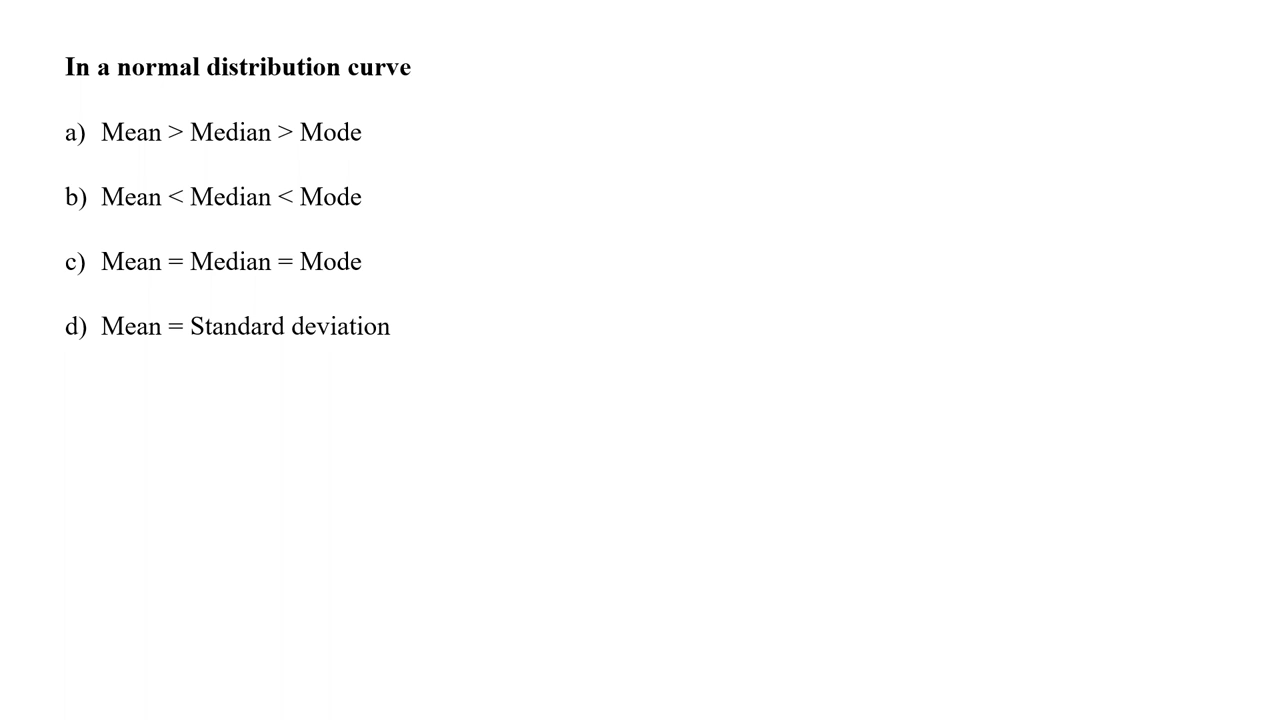 In a normal distribution curve
a) Mean > Median > Mode
b) Mean < Median < Mode
c) Mean = Median = Mode
d) Mean = Standard deviation